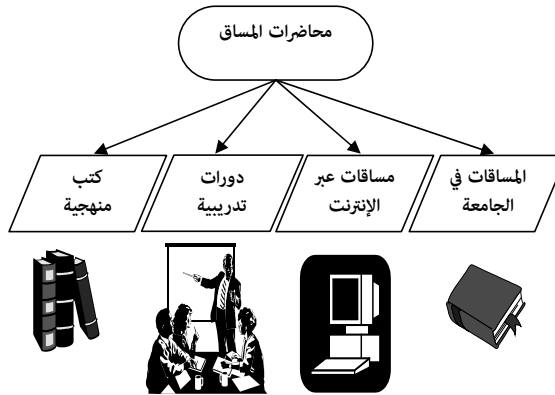 محاضرات المساق
المساقات في
الجامعة
مساقات عبر
الإنترنت
دورات
تدريبية
كتب
منهجية